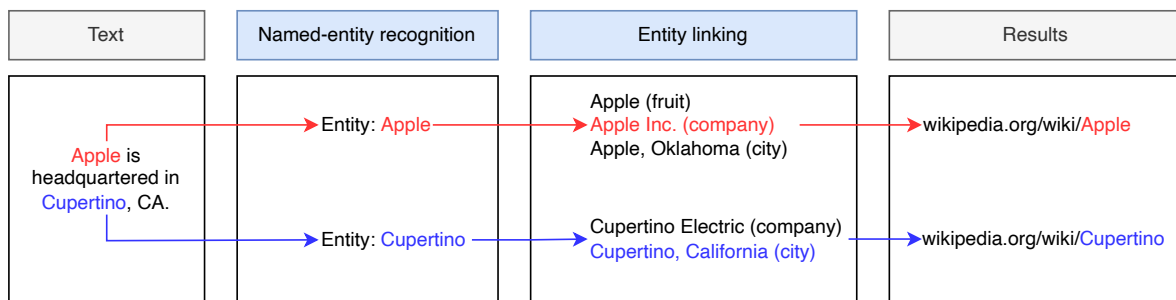 Text
Named-entity recognition
Entity linking
Results
Apple is
headquartered in
Cupertino, CA.
Entity: Apple
Entity: Cupertino
Apple (fruit)
Apple Inc. (company)
Apple, Oklahoma (city)
Cupertino Electric (company)
Cupertino, California (city)
wikipedia.org/wiki/Apple
wikipedia.org/wiki/Cupertino